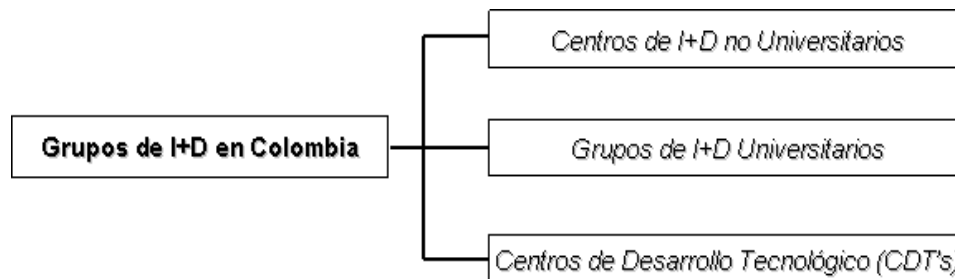 Centros de I+D no Universitarios
Grupos de I+D en Colombia
Grupos de I+D Universitarios
Centros de Desarrollo Tecnológico (CDT's)